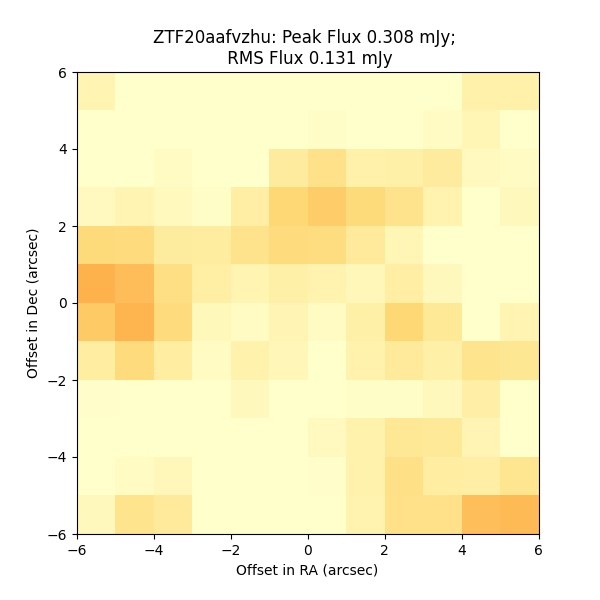 ZTF20aafvzhu: Peak Flux 0.308 mJy;
RMS Flux 0.131 mJy
6
4
2
0
−2
−4
−6
Offset in Dec (arcsec)
−6 −4 −2 0 2 4 6
Offset in RA (arcsec)